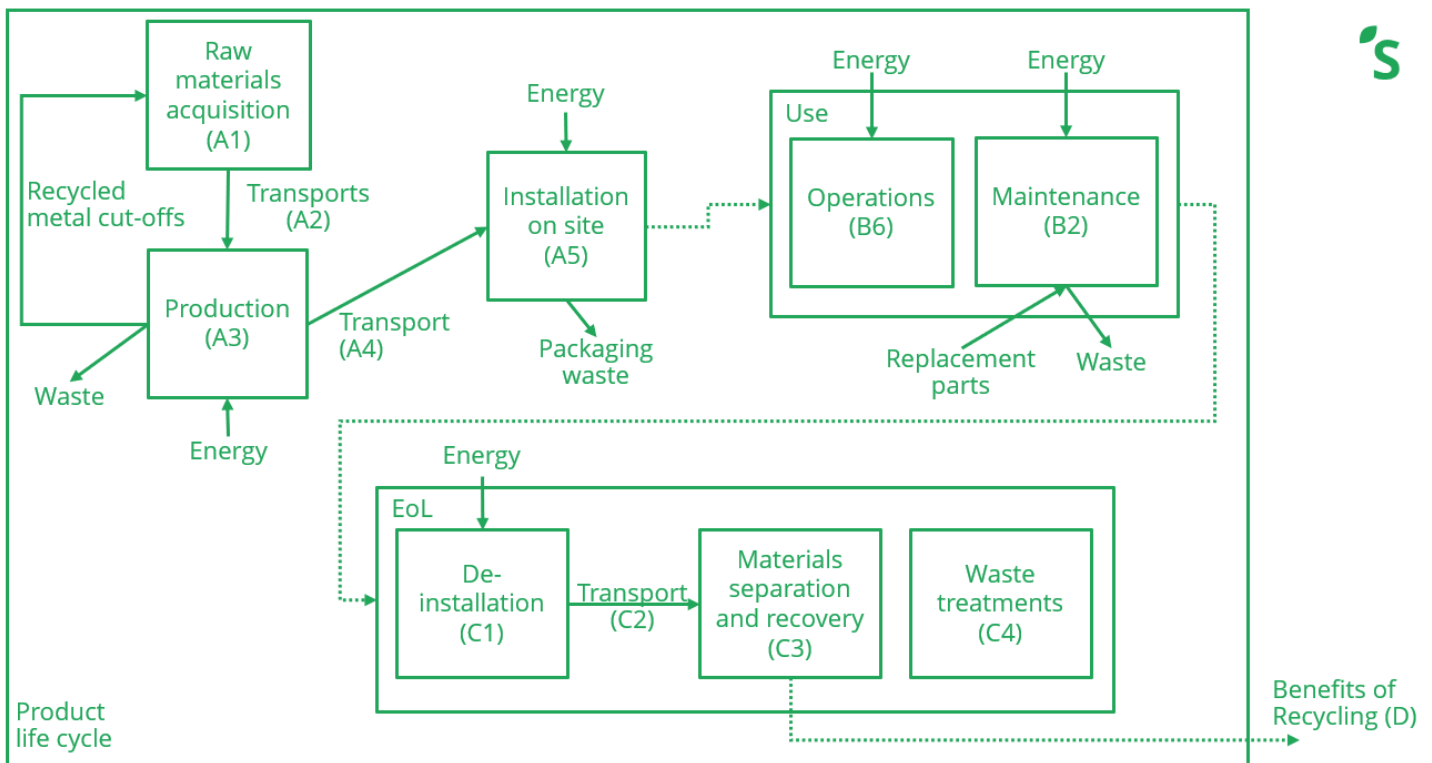 Raw
materials
acquisition
(A1)
Recycled
metal cut-offs
Transports
(A2)
Production
(A3)
Waste
Energy
Transport
(A4)
Energy
Installation
on site
(A5)
Packaging
waste
Energy
Energy
Use
Operations
(B6)
Maintenance
(B2)
Replacement
parts
Waste
Energy
EoL
De-
installation
(C1)
Transport
(C2)
Materials
separation
and recovery
(C3)
Waste
treatments
(C4)
Product
life cycle
Benefits of
Recycling (D)
S